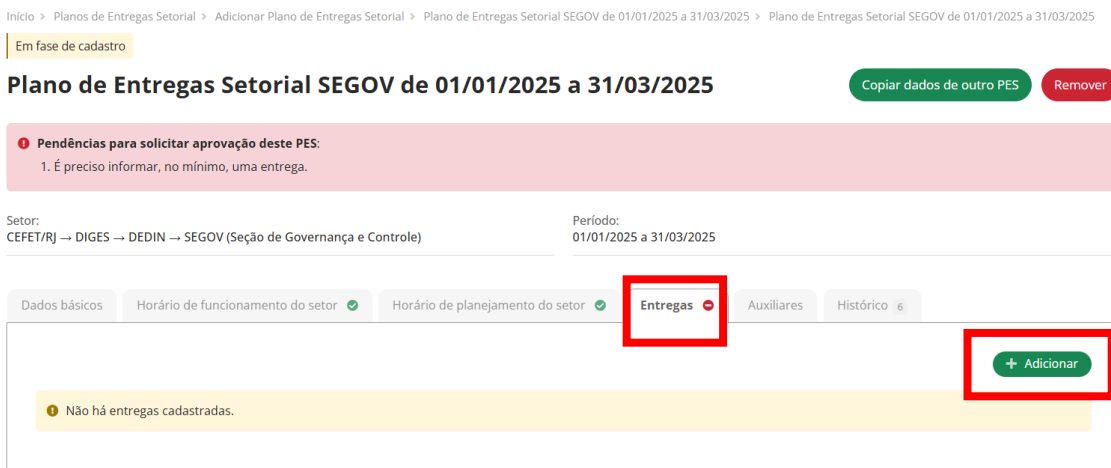 Início > Planos de Entregas Setorial > Adicionar Plano de Entregas Setorial > Plano de Entregas Setorial SEGOV de 01/01/2025 a 31/03/2025 > Plano de Entregas Setorial SEGOV de 01/01/2025 a 31/03/2025
Em fase de cadastro
Plano de Entregas Setorial SEGOV de 01/01/2025 a 31/03/2025
Copiar dados de outro PES
Remover
Pendências para solicitar aprovação deste PES:
1. É preciso informar, no mínimo, uma entrega.
Setor:
CEFET/RJ → DIGES → DEDIN → SEGOV (Seção de Governança e Controle)
Período:
01/01/2025 a 31/03/2025
Dados básicos
Horário de funcionamento do setor
Horário de planejamento do setor
Entregas
Auxiliares
Histórico 6
+ Adicionar
Não há entregas cadastradas.